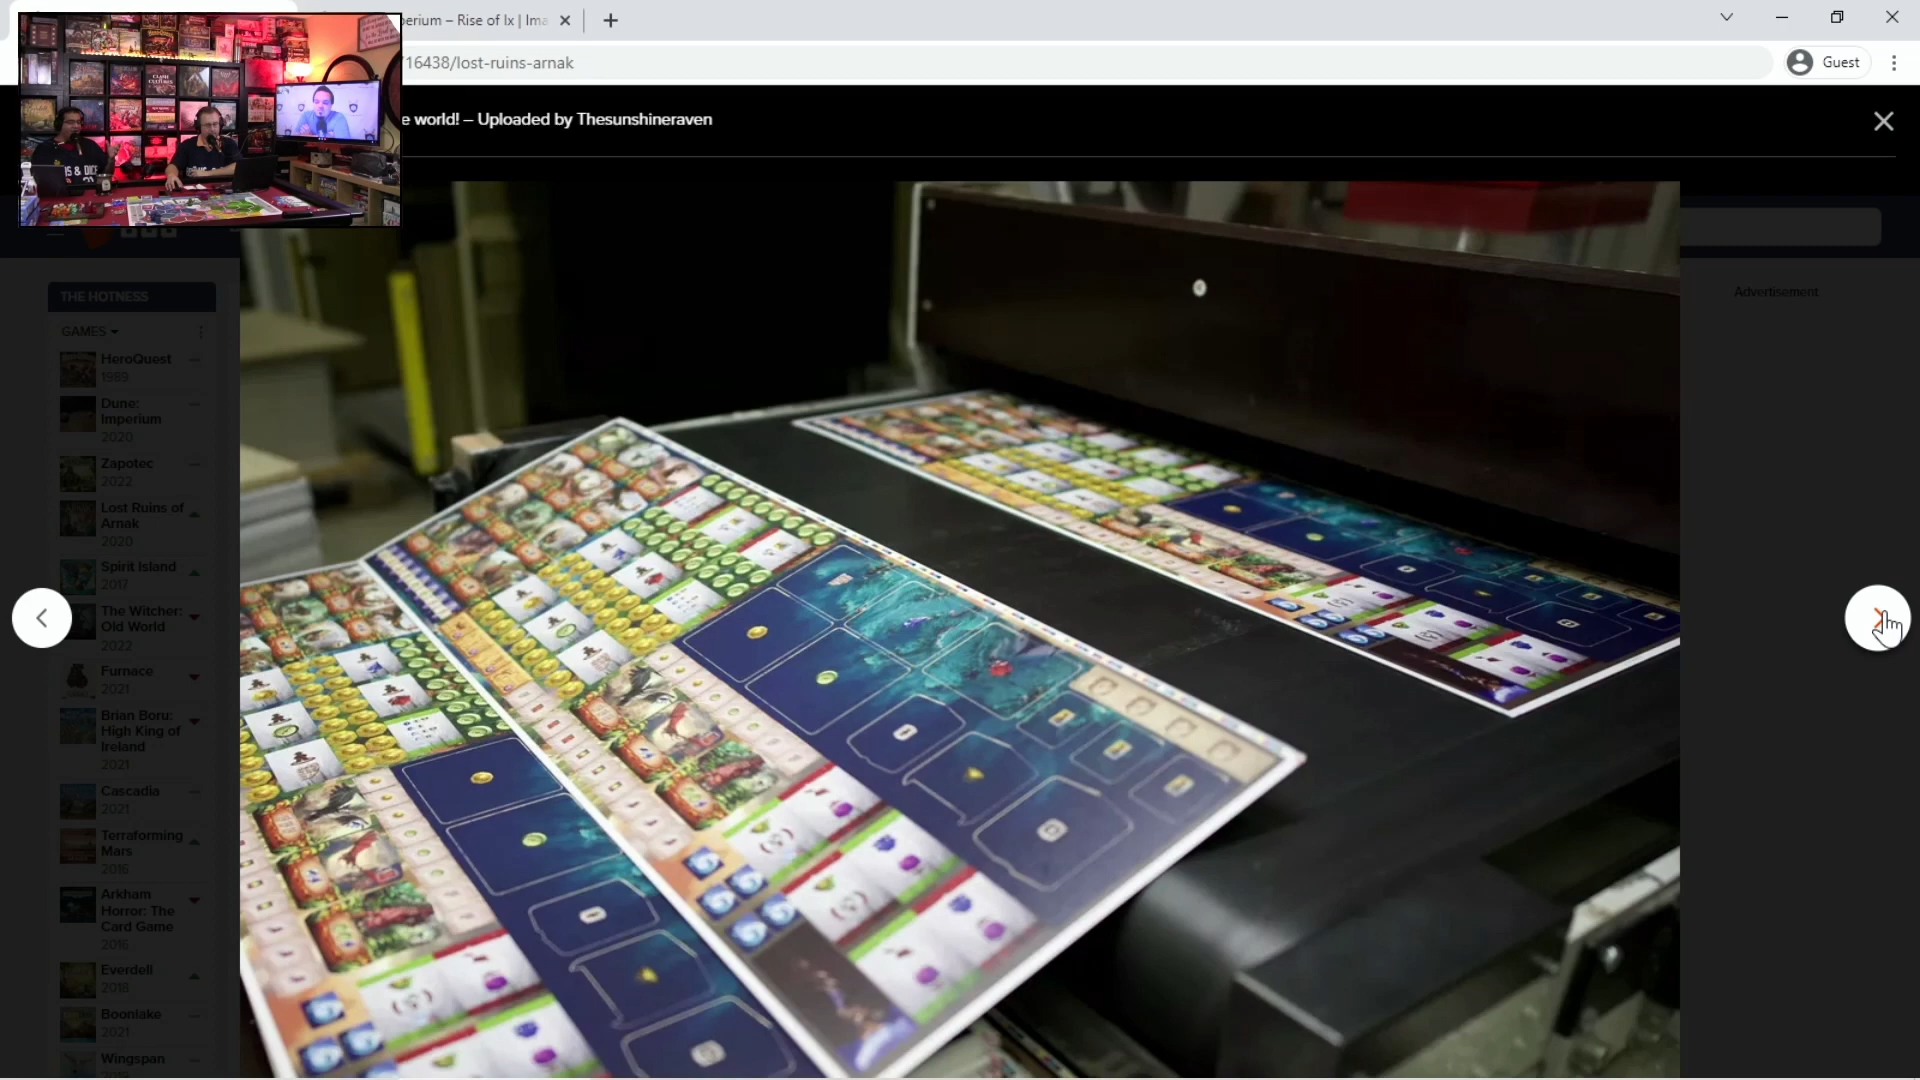 perium – Rise of Ix | Ima
16438/lost-ruins-arnak
Guest
e world! – Uploaded by Thesunshineraven
THE HOTNESS
GAMES
HeroQuest
1989
Dune:
Imperium
2020
Zapotec
2022
Lost Ruins of
Arnak
2020
Spirit Island
2017
The Witcher:
Old World
2022
Furnace
2021
Brian Boru:
High King of
Ireland
2021
Cascadia
2021
Terraforming
Mars
2016
Arkham
Horror: The
Card Game
2016
Everdell
2018
Boonlake
2021
Wingspan
Advertisement